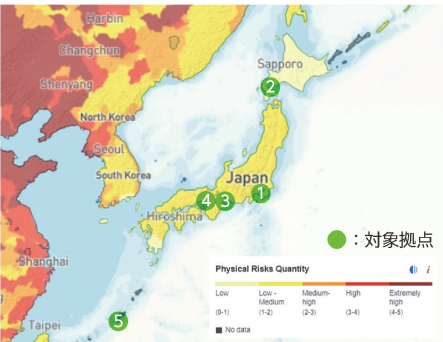 Harbin
Changchun
Sapporo
Shenyang
2
North Korea
Seoul
South Korea
Japan
4
3
1
Hiroshima
：対象拠点
Shanghai
Physical Risks Quantity
i
Low
Low -
Medium
Medium-
high
High
Extremely
high
(0-1)
(1-2)
(2-3)
(3-4)
(4-5)
No data
Taipei
5